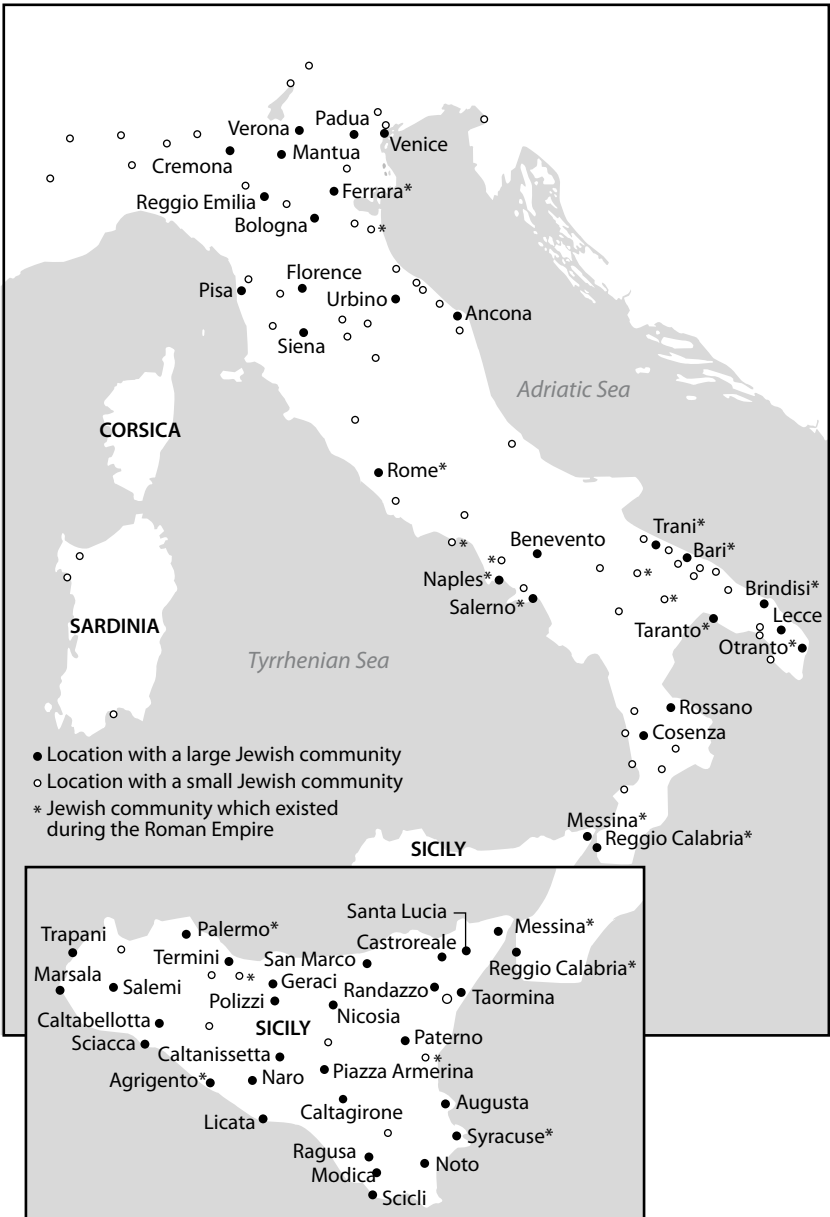 Padua
Verona
Venice
Mantua
Cremona
Ferrara*
Reggio Emilia
Bologna
*
Florence
Pisa
Urbino
Ancona
Siena
Adriatic Sea
CORSICA
Rome*
Trani*
Benevento
*
*
Bari*
Naples*
*
Brindisi*
Salerno*
*
Lecce
SARDINIA
Taranto*
Otranto*
Tyrrhenian Sea
Rossano
Cosenza
Location with a large Jewish community
Location with a small Jewish community
* Jewish community which existed
during the Roman Empire
Messina*
Reggio Calabria*
SICILY
Santa Lucia
Palermo*
Messina*
Trapani
Castroreale
Termini
San Marco
Reggio Calabria*
Marsala
*
Geraci
Salemi
Randazzo
Taormina
Polizzi
Nicosia
Caltabellotta
SICILY
Paterno
Sciacca
Caltanissetta
*
Piazza Armerina
Agrigento*
Naro
Augusta
Caltagirone
Licata
Syracuse*
Ragusa
Noto
Modica
Scicli